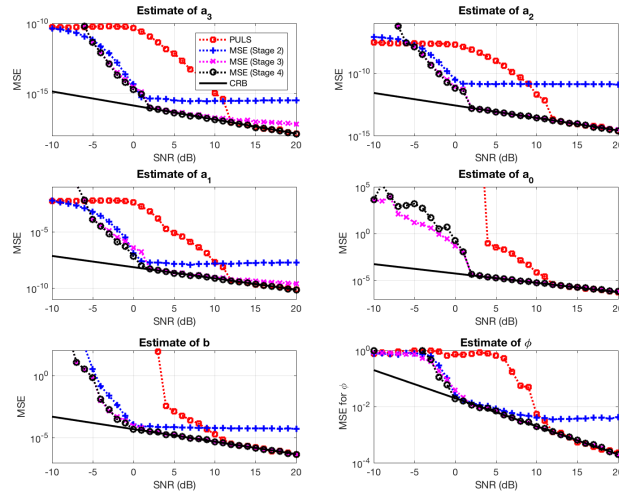 Estimate of a3
10^-10
10^-15
MSE
-10 -5 0 5 10 15 20
SNR (dB)
PULS
MSE (Stage 2)
MSE (Stage 3)
MSE (Stage 4)
CRB
Estimate of a2
10^-10
10^-15
MSE
-10 -5 0 5 10 15 20
SNR (dB)
Estimate of a1
10^-5
10^-10
MSE
-10 -5 0 5 10 15 20
SNR (dB)
Estimate of a0
10^5
10^0
10^-5
MSE
-10 -5 0 5 10 15 20
SNR (dB)
Estimate of b
10^0
10^-5
MSE
-10 -5 0 5 10 15 20
SNR (dB)
Estimate of ϕ
10^0
10^-2
10^-4
MSE for ϕ
-10 -5 0 5 10 15 20
SNR (dB)